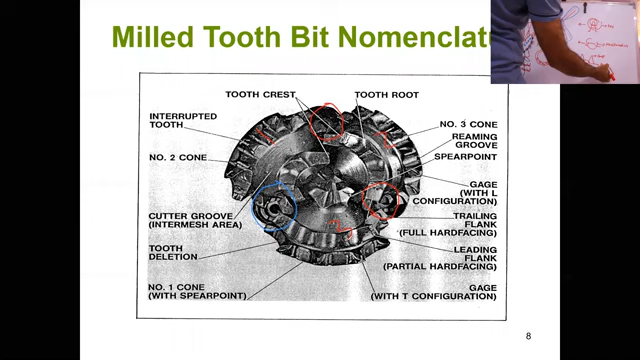 Milled Tooth Bit Nomenclatu
TOOTH CREST
TOOTH ROOT
INTERRUPTED
TOOTH
NO. 2 CONE
CUTTER GROOVE
(INTERMESH AREA)
TOOTH
DELETION
NO. 1 CONE
(WITH SPEARPOINT)
NO. 3 CONE
REAMING
GROOVE
SPEARPOINT
GAGE
(WITH L
CONFIGURATION)
TRAILING
FLANK
(FULL HARDFACING)
LEADING
FLANK
(PARTIAL HARDFACING)
GAGE
(WITH T CONFIGURATION)
8